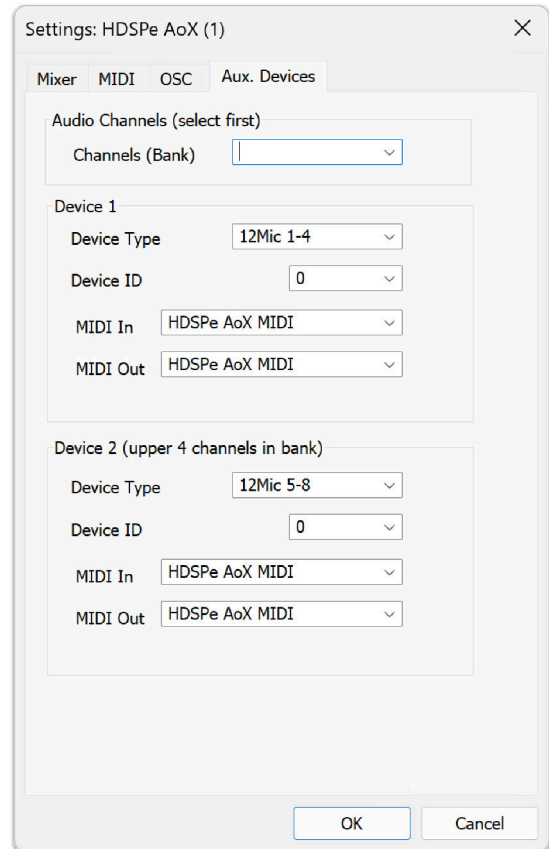 Settings: HDSPe AoX (1)
Mixer MIDI OSC Aux. Devices
Audio Channels (select first)
Channels (Bank)
Device 1
Device Type 12Mic 1-4
Device ID 0
MIDI In HDSPe AoX MIDI
MIDI Out HDSPe AoX MIDI
Device 2 (upper 4 channels in bank)
Device Type 12Mic 5-8
Device ID 0
MIDI In HDSPe AoX MIDI
MIDI Out HDSPe AoX MIDI
OK Cancel